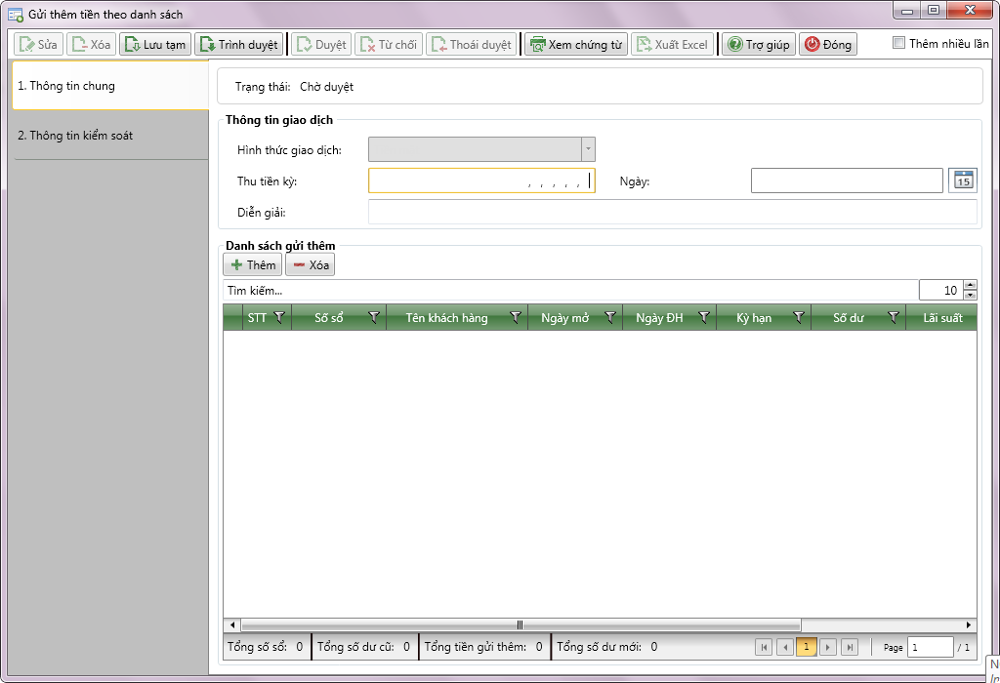 Gửi thêm tiền theo danh sách
Sửa Xóa Lưu tạm Trình duyệt Duyệt Từ chối Thoái duyệt Xem chứng từ Xuất Excel Trợ giúp Đóng Thêm nhiều lần
1. Thông tin chung
2. Thông tin kiểm soát
Trạng thái: Chờ duyệt
Thông tin giao dịch
Hình thức giao dịch:
Thu tiền kỳ: , , , , ,
Ngày: 15
Diễn giải:
Danh sách gửi thêm
Thêm Xóa
Tìm kiếm... 10
STT Số sổ Tên khách hàng Ngày mở Ngày ĐH Kỳ hạn Số dư Lãi suất
Tổng số sổ: 0 Tổng số dư cũ: 0 Tổng tiền gửi thêm: 0 Tổng số dư mới: 0 1 Page 1 / 1
N